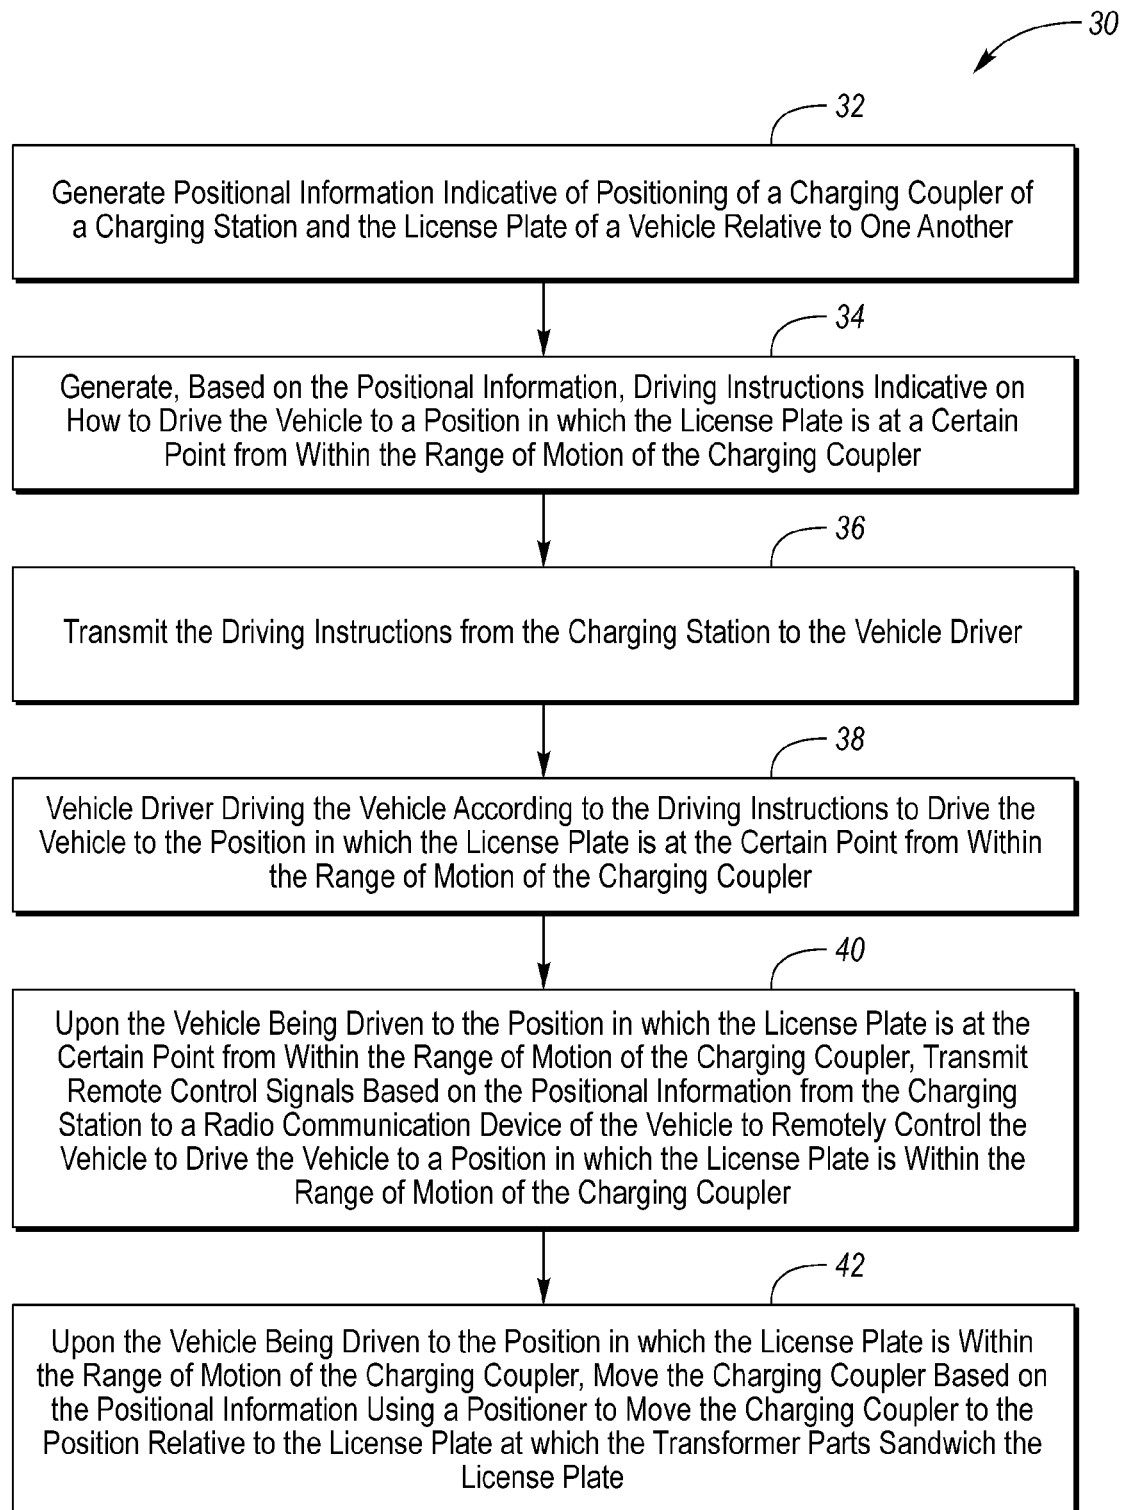 30
32
Generate Positional Information Indicative of Positioning of a Charging Coupler of
a Charging Station and the License Plate of a Vehicle Relative to One Another
34
Generate, Based on the Positional Information, Driving Instructions Indicative on
How to Drive the Vehicle to a Position in which the License Plate is at a Certain
Point from Within the Range of Motion of the Charging Coupler
36
Transmit the Driving Instructions from the Charging Station to the Vehicle Driver
38
Vehicle Driver Driving the Vehicle According to the Driving Instructions to Drive the
Vehicle to the Position in which the License Plate is at the Certain Point from Within
the Range of Motion of the Charging Coupler
40
Upon the Vehicle Being Driven to the Position in which the License Plate is at the
Certain Point from Within the Range of Motion of the Charging Coupler, Transmit
Remote Control Signals Based on the Positional Information from the Charging
Station to a Radio Communication Device of the Vehicle to Remotely Control the
Vehicle to Drive the Vehicle to a Position in which the License Plate is Within the
Range of Motion of the Charging Coupler
42
Upon the Vehicle Being Driven to the Position in which the License Plate is Within
the Range of Motion of the Charging Coupler, Move the Charging Coupler Based on
the Positional Information Using a Positioner to Move the Charging Coupler to the
Position Relative to the License Plate at which the Transformer Parts Sandwich the
License Plate